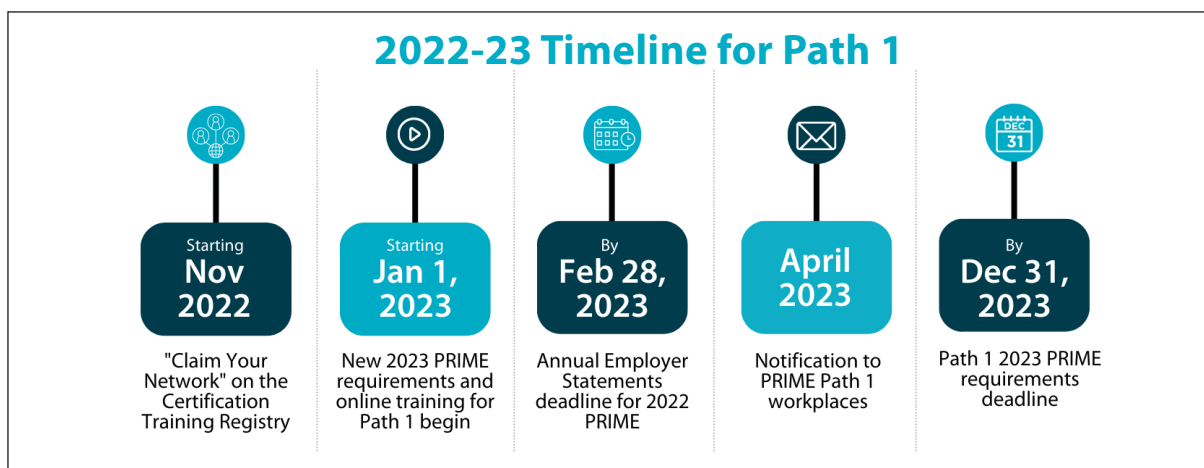 2022-23 Timeline for Path 1
DEC
31
Starting
Nov
2022
Starting
Jan 1,
2023
By
Feb 28,
2023
April
2023
By
Dec 31,
2023
"Claim Your
Network" on the
Certification
Training Registry
New 2023 PRIME
requirements and
online training for
Path 1 begin
Annual Employer
Statements
deadline for 2022
PRIME
Notification to
PRIME Path 1
workplaces
Path 1 2023 PRIME
requirements
deadline